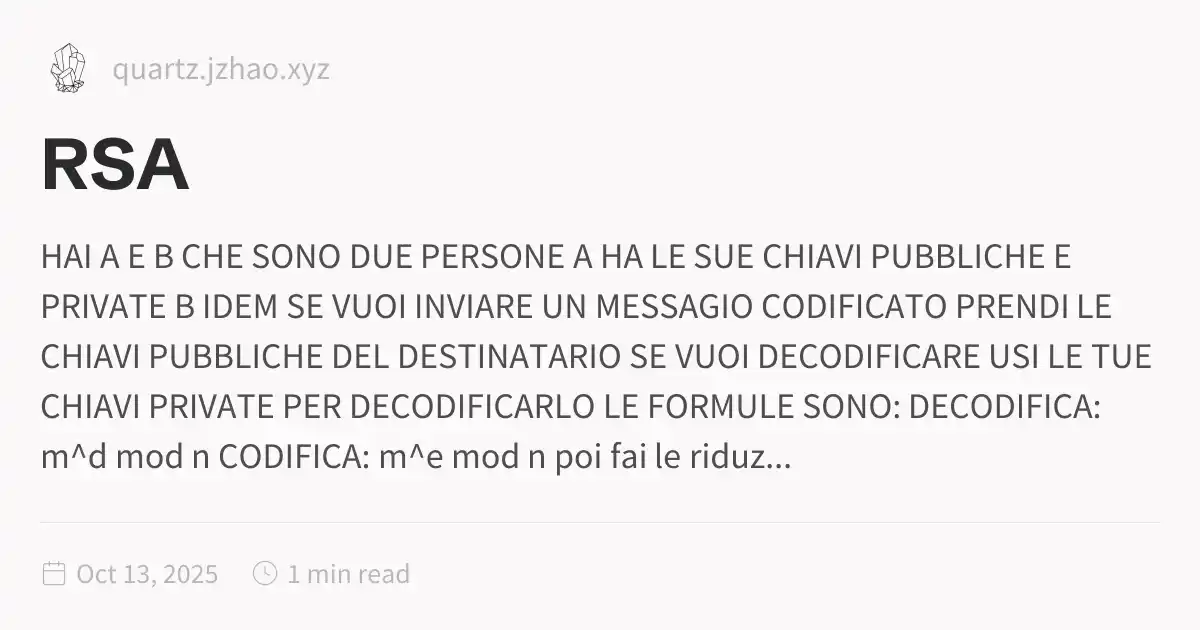 quartz.jzhao.xyz
RSA
HAI A E B CHE SONO DUE PERSONE A HA LE SUE CHIAVI PUBBLICHE E
PRIVATE B IDEM SE VUOI INVIARE UN MESSAGIO CODIFICATO PRENDI LE
CHIAVI PUBBLICHE DEL DESTINATARIO SE VUOI DECODIFICARE USI LE TUE
CHIAVI PRIVATE PER DECODIFICARLO LE FORMULE SONO: DECODIFICA:
m^d mod n CODIFICA: m^e mod n poi fai le riduz...
Oct 13, 2025 1 min read